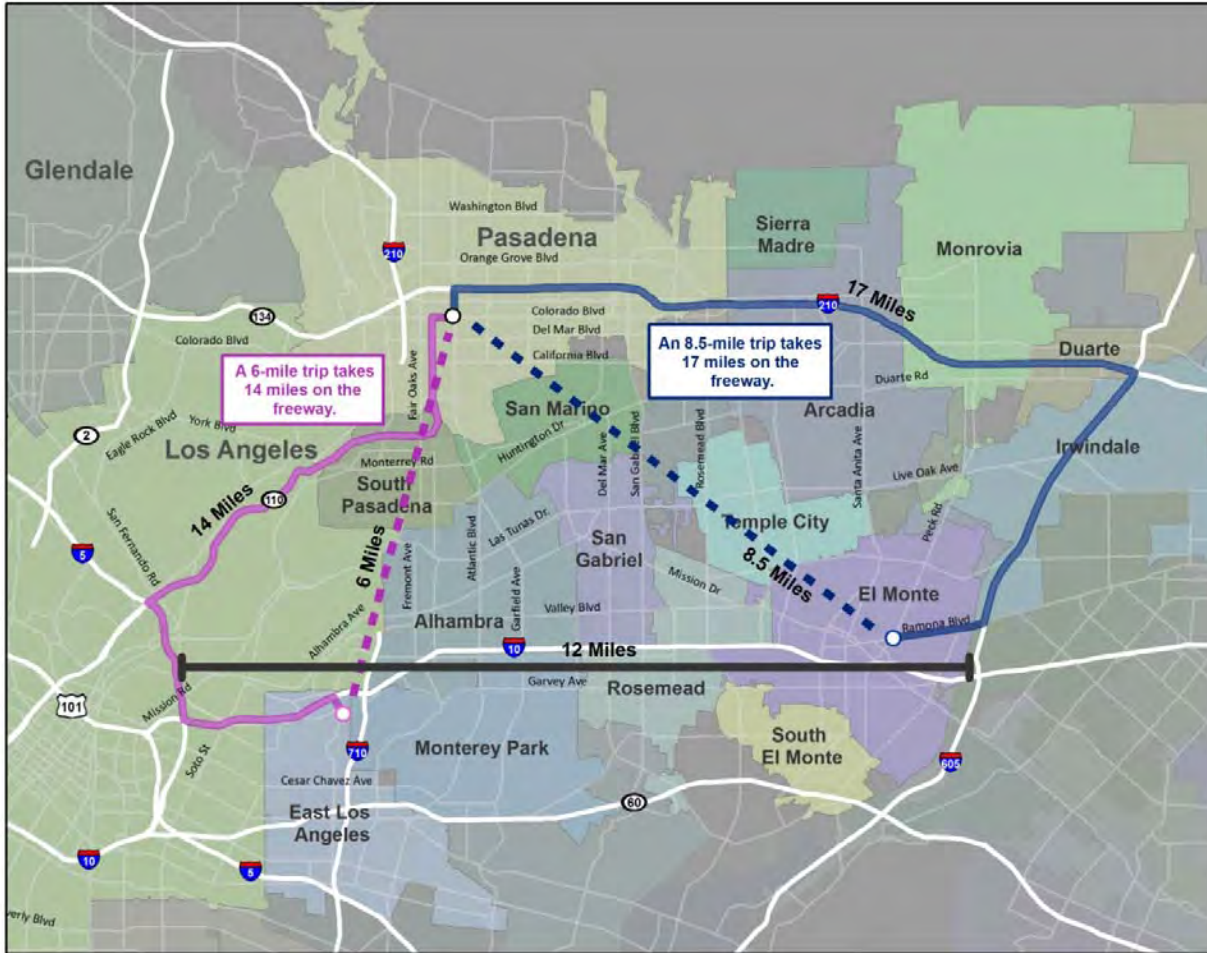 Glendale
Washington Blvd
Pasadena
Sierra
Madre
Monrovia
210
Orange Grove Blvd
17 Miles
210
134
Colorado Blvd
Colorado Blvd
Del Mar Blvd
California Blvd
An 8.5-mile trip takes
17 miles on the
freeway.
Duarte
A 6-mile trip takes
14 miles on the
freeway.
Fair Oaks Ave
Duarte Rd
San Marino
Arcadia
2
Eagle Rock Blvd
York Blvd
Los Angeles
Huntington Dr
Del Mar Ave
San Gabriel Blvd
Rosemead Blvd
Santa Anita Ave
Irwindale
Monterrey Rd
South
Pasadena
Live Oak Ave
110
14 Miles
San Fernando Rd
Peck Rd
Temple City
Las Tunas Dr.
Atlantic Blvd
San
Gabriel
5
6 Miles
Fremont Ave
Garfield Ave
Mission Dr
8.5 Miles
El Monte
Alhambra Ave
Alhambra
Valley Blvd
Ramona Blvd
10
12 Miles
Garvey Ave
Rosemead
Mission Rd
101
Soto St
710
Monterey Park
South
El Monte
605
Cesar Chavez Ave
60
East Los
Angeles
10
5
verly Blvd